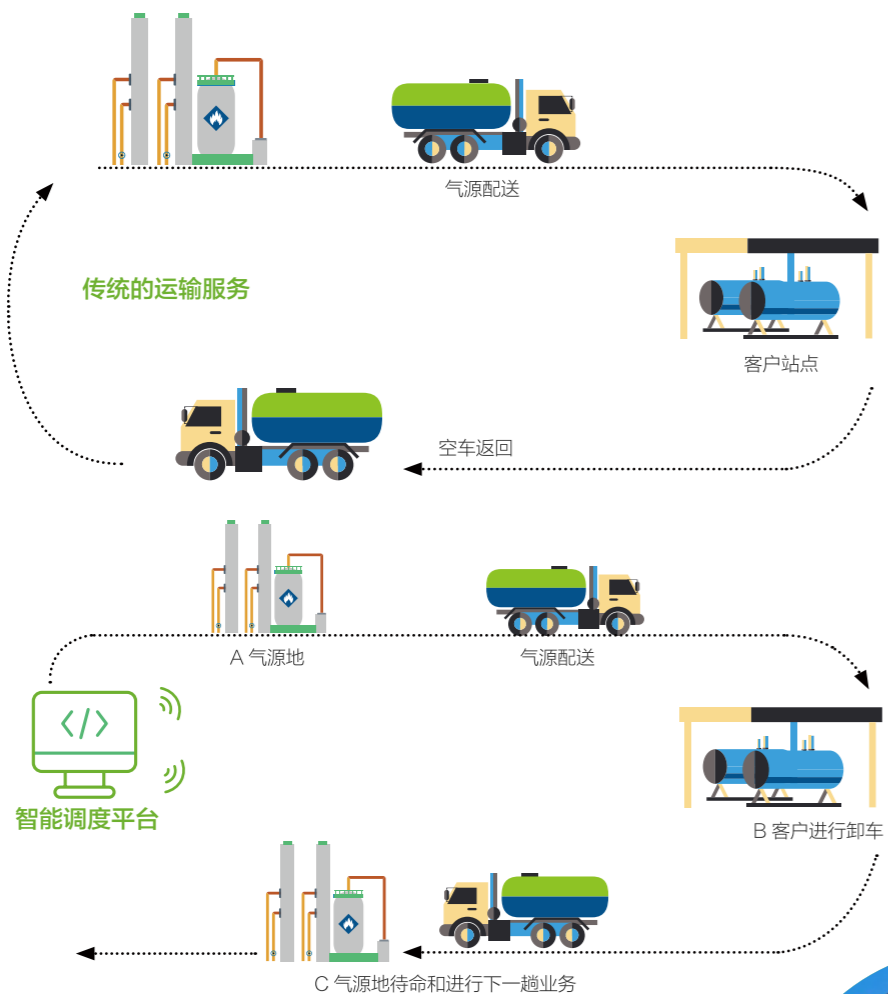 气源配送
传统的运输服务
客户站点
空车返回
A 气源地
气源配送
</>
智能调度平台
B 客户进行卸车
C 气源地待命和进行下一趟业务